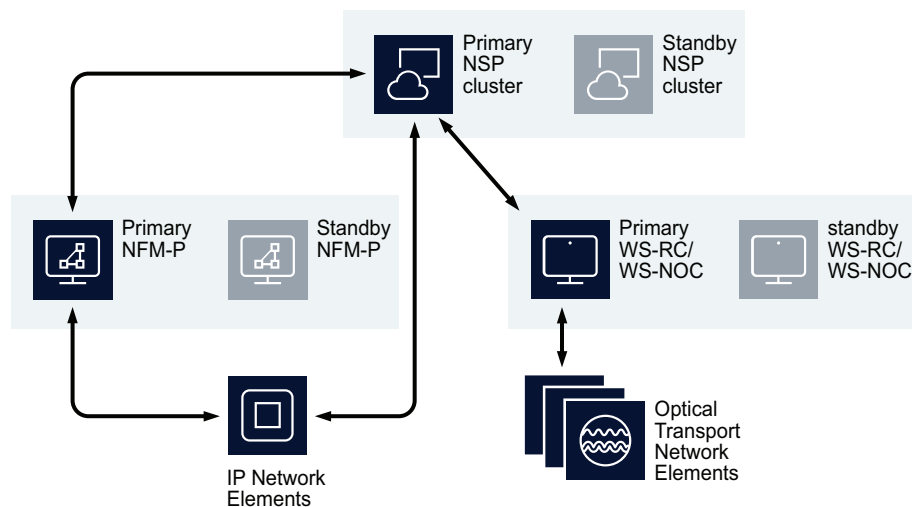 Primary
NSP
cluster
Standby
NSP
cluster
Primary
NFM-P
Standby
NFM-P
Primary
WS-RC/
WS-NOC
standby
WS-RC/
WS-NOC
IP Network
Elements
Optical
Transport
Network
Elements